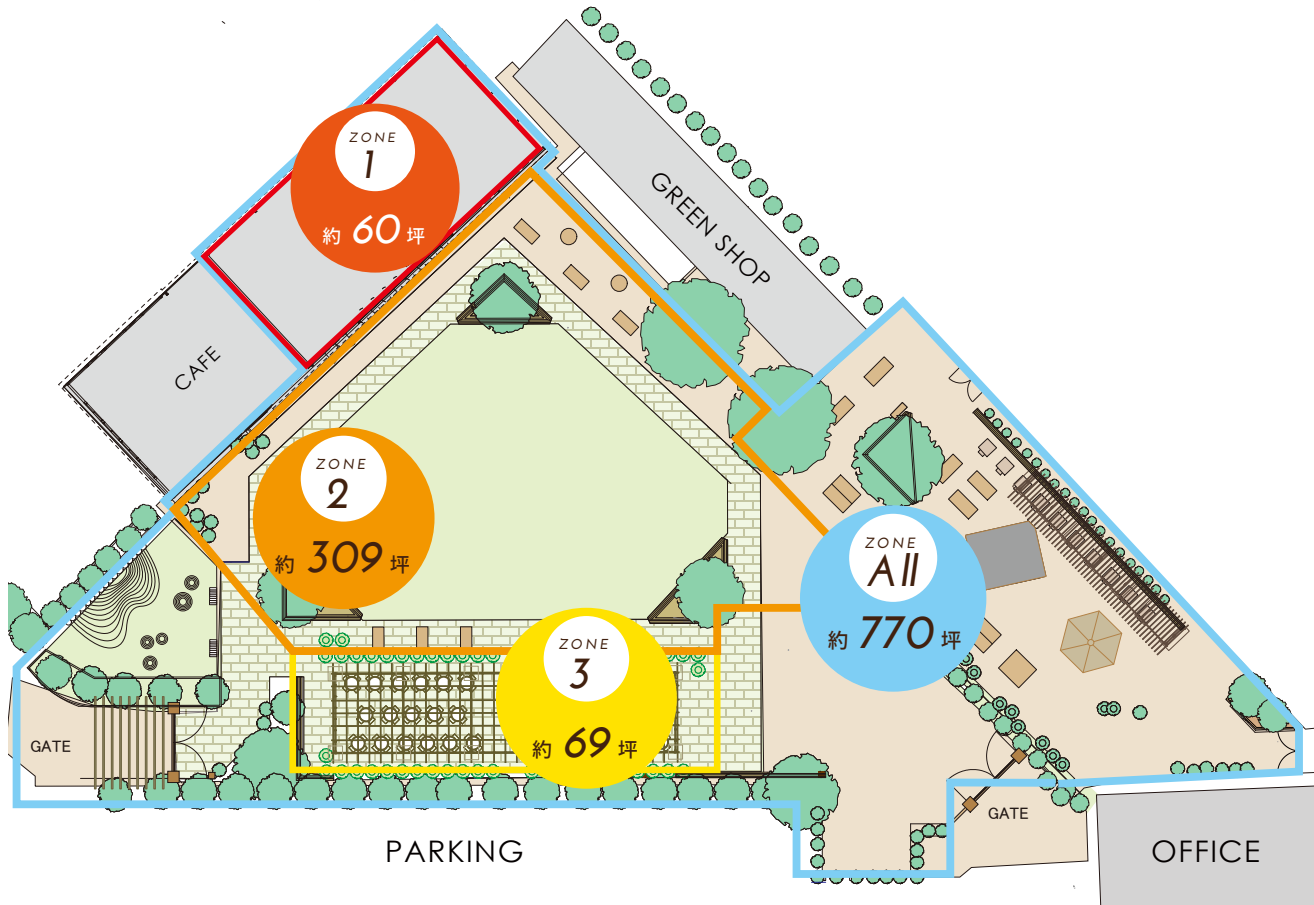 ZONE
1
約 60 坪
GREEN SHOP
CAFE
ZONE
2
約 309 坪
ZONE
All
約 770 坪
ZONE
3
約 69 坪
GATE
GATE
PARKING
OFFICE